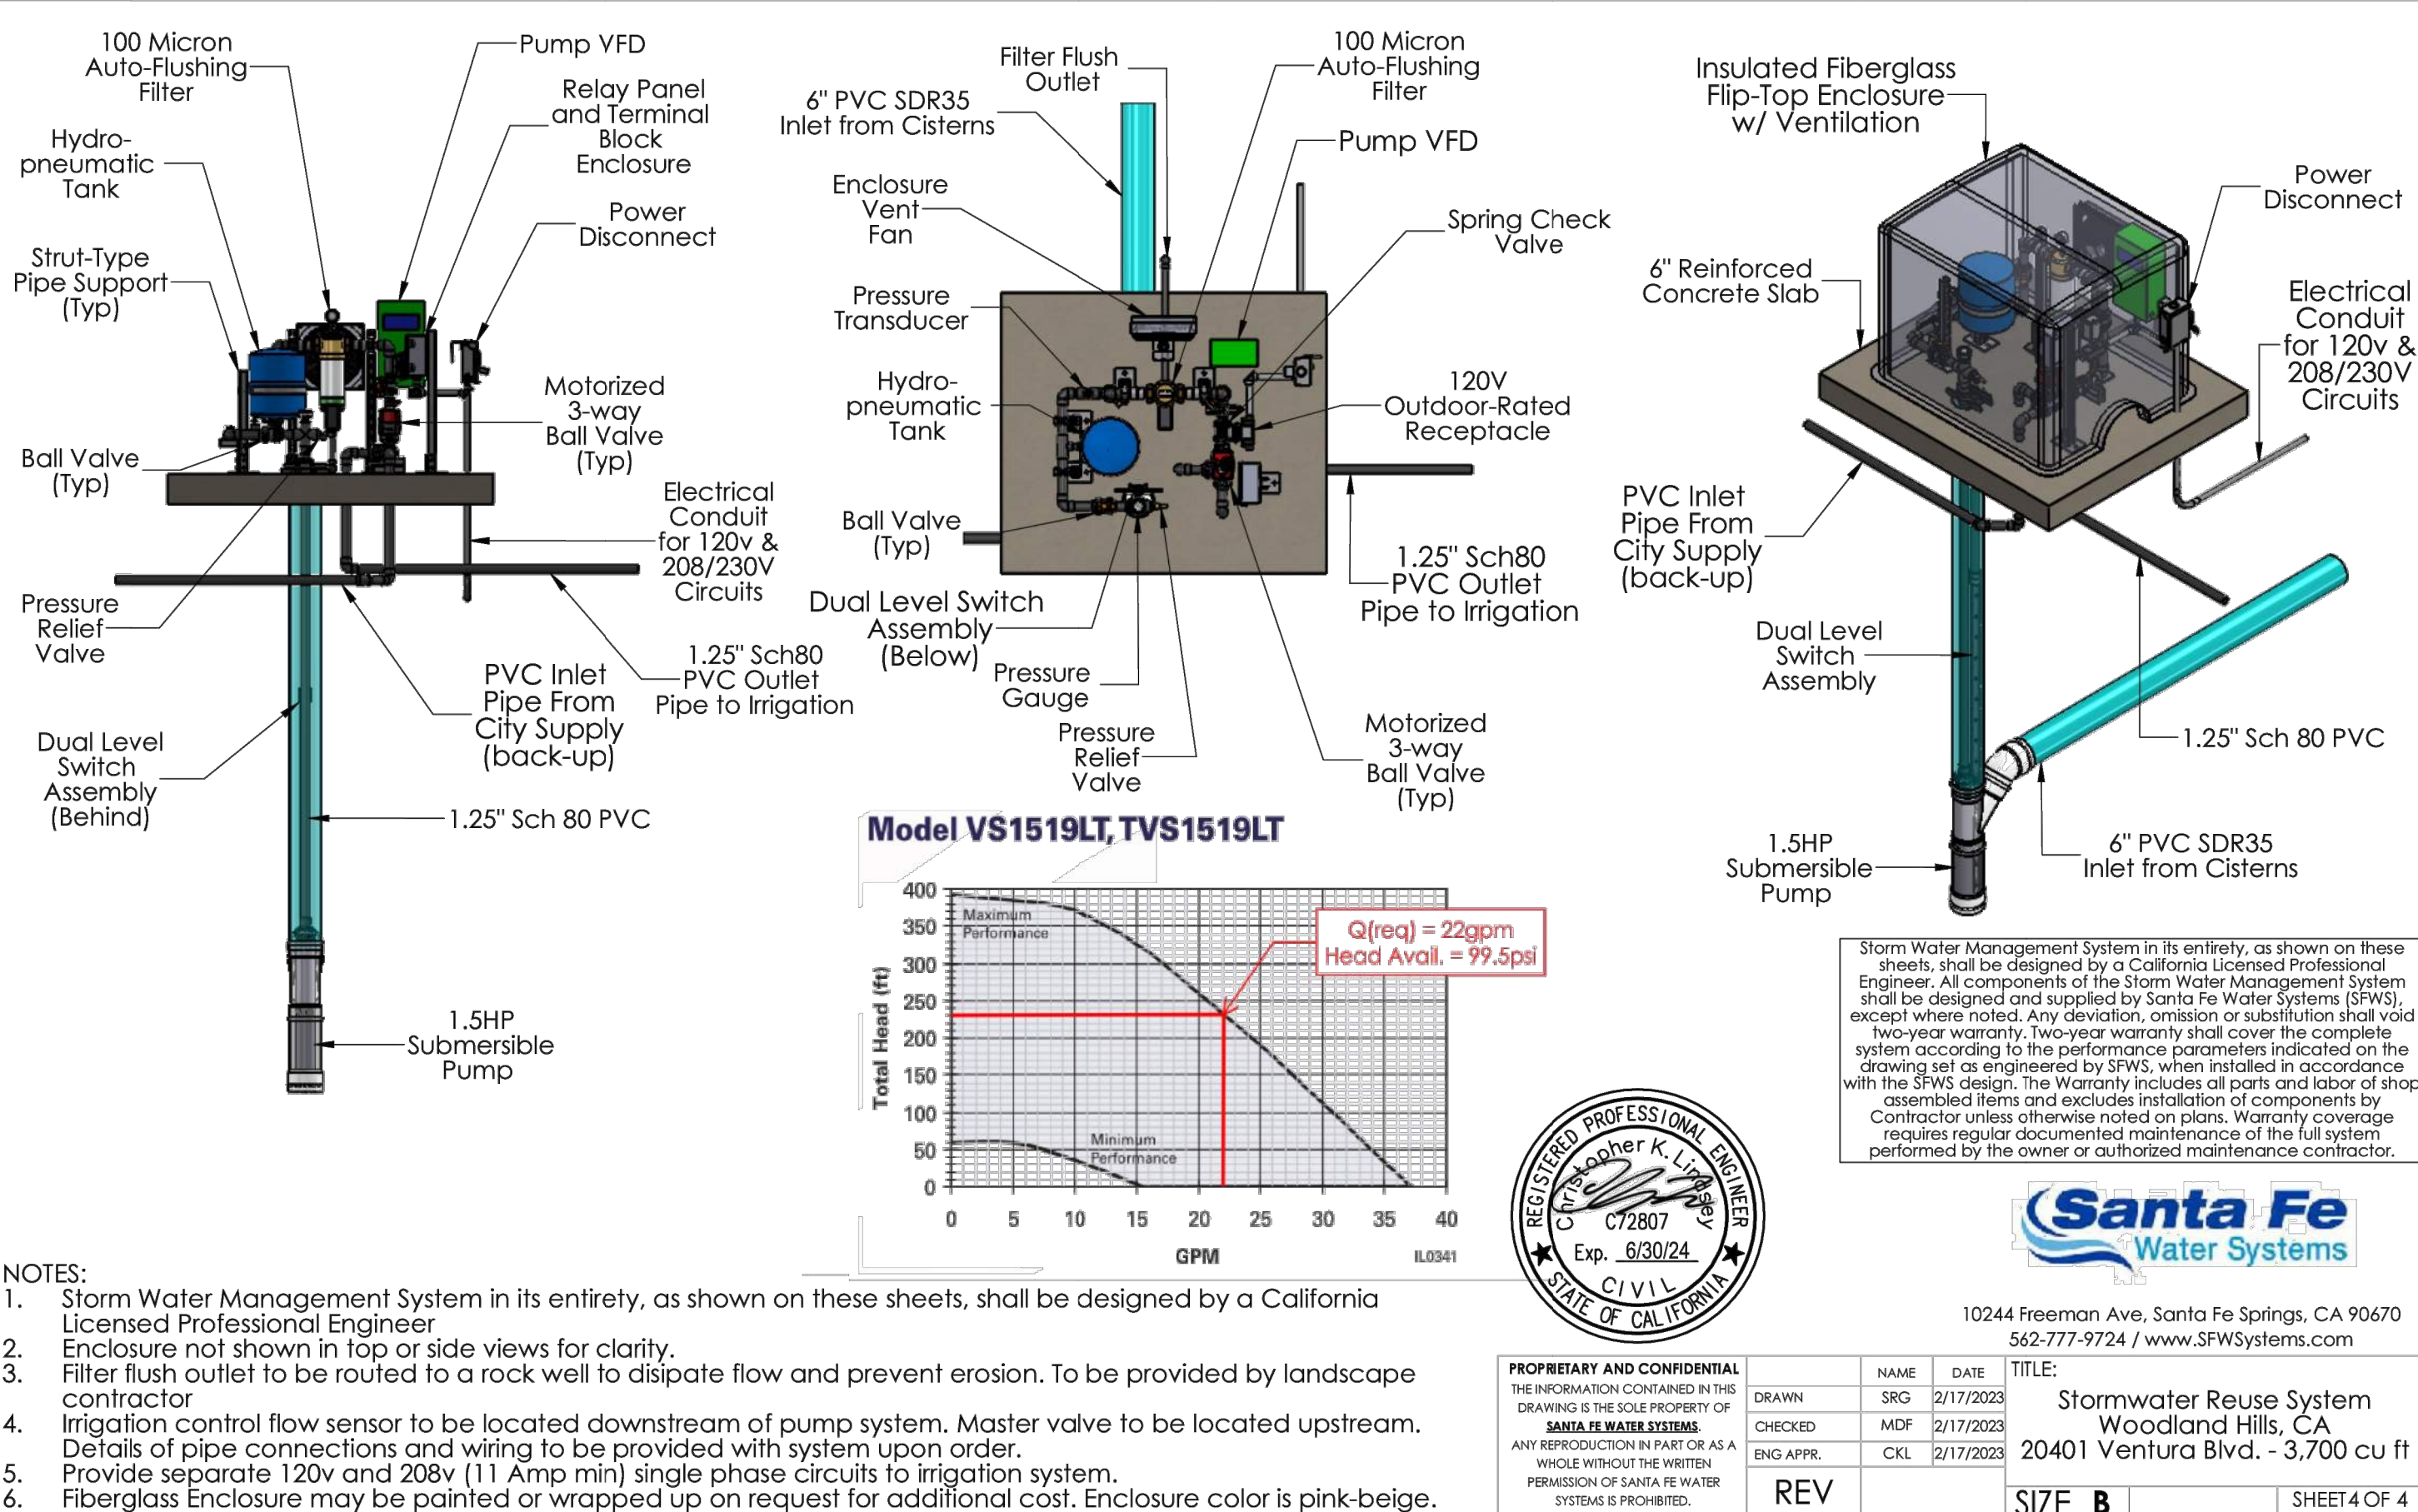 100 Micron
Auto-Flushing
Filter
Pump VFD
Hydro-
pneumatic
Tank
Relay Panel
and Terminal
Block
Enclosure
Power
Disconnect
Strut-Type
Pipe Support
(Typ)
Motorized
3-way
Ball Valve
(Typ)
Ball Valve
(Typ)
Electrical
Conduit
for 120v &
208/230V
Circuits
Pressure
Relief
Valve
1.25" Sch80
PVC Outlet
Pipe to Irrigation
PVC Inlet
Pipe From
City Supply
(back-up)
Dual Level
Switch
Assembly
(Behind)
1.25" Sch 80 PVC
1.5HP
Submersible
Pump
Filter Flush
Outlet
100 Micron
Auto-Flushing
Filter
6" PVC SDR35
Inlet from Cisterns
Pump VFD
Enclosure
Vent
Fan
Spring Check
Valve
Pressure
Transducer
Hydro-
pneumatic
Tank
120V
Outdoor-Rated
Receptacle
Ball Valve
(Typ)
1.25" Sch80
PVC Outlet
Pipe to Irrigation
Dual Level Switch
Assembly
(Below)
Pressure
Gauge
Pressure
Relief
Valve
Motorized
3-way
Ball Valve
(Typ)
Insulated Fiberglass
Flip-Top Enclosure
w/ Ventilation
Power
Disconnect
6" Reinforced
Concrete Slab
Electrical
Conduit
for 120v &
208/230V
Circuits
PVC Inlet
Pipe From
City Supply
(back-up)
Dual Level
Switch
Assembly
1.25" Sch 80 PVC
1.5HP
Submersible
Pump
6" PVC SDR35
Inlet from Cisterns
Model VS1519LT, TVS1519LT
Total Head (ft)
400
350
300
250
200
150
100
50
0
Maximum
Performance
Q(req) = 22gpm
Head Avail. = 99.5psi
Minimum
Performance
0 5 10 15 20 25 30 35 40
GPM
IL0341
Storm Water Management System in its entirety, as shown on these
sheets, shall be designed by a California Licensed Professional
Engineer. All components of the Storm Water Management System
shall be designed and supplied by Santa Fe Water Systems (SFWS),
except where noted. Any deviation, omission or substitution shall void
two-year warranty. Two-year warranty shall cover the complete
system according to the performance parameters indicated on the
drawing set as engineered by SFWS, when installed in accordance
with the SFWS design. The Warranty includes all parts and labor of shop
assembled items and excludes installation of components by
Contractor unless otherwise noted on plans. Warranty coverage
requires regular documented maintenance of the full system
performed by the owner or authorized maintenance contractor.
REGISTERED PROFESSIONAL ENGINEER
Christopher K. Lindsley
C72807
Exp. 6/30/24
CIVIL
STATE OF CALIFORNIA
Santa Fe
Water Systems
10244 Freeman Ave, Santa Fe Springs, CA 90670
562-777-9724 / www.SFWSystems.com
NOTES:
1. Storm Water Management System in its entirety, as shown on these sheets, shall be designed by a California
Licensed Professional Engineer
2. Enclosure not shown in top or side views for clarity.
3. Filter flush outlet to be routed to a rock well to disipate flow and prevent erosion. To be provided by landscape
contractor
4. Irrigation control flow sensor to be located downstream of pump system. Master valve to be located upstream.
Details of pipe connections and wiring to be provided with system upon order.
5. Provide separate 120v and 208v (11 Amp min) single phase circuits to irrigation system.
6. Fiberglass Enclosure may be painted or wrapped up on request for additional cost. Enclosure color is pink-beige.
PROPRIETARY AND CONFIDENTIAL
THE INFORMATION CONTAINED IN THIS
DRAWING IS THE SOLE PROPERTY OF
SANTA FE WATER SYSTEMS.
ANY REPRODUCTION IN PART OR AS A
WHOLE WITHOUT THE WRITTEN
PERMISSION OF SANTA FE WATER
SYSTEMS IS PROHIBITED.
NAME DATE
DRAWN SRG 2/17/2023
CHECKED MDF 2/17/2023
ENG APPR. CKL 2/17/2023
REV
TITLE:
Stormwater Reuse System
Woodland Hills, CA
20401 Ventura Blvd. - 3,700 cu ft
SIZE B
SHEET 4 OF 4